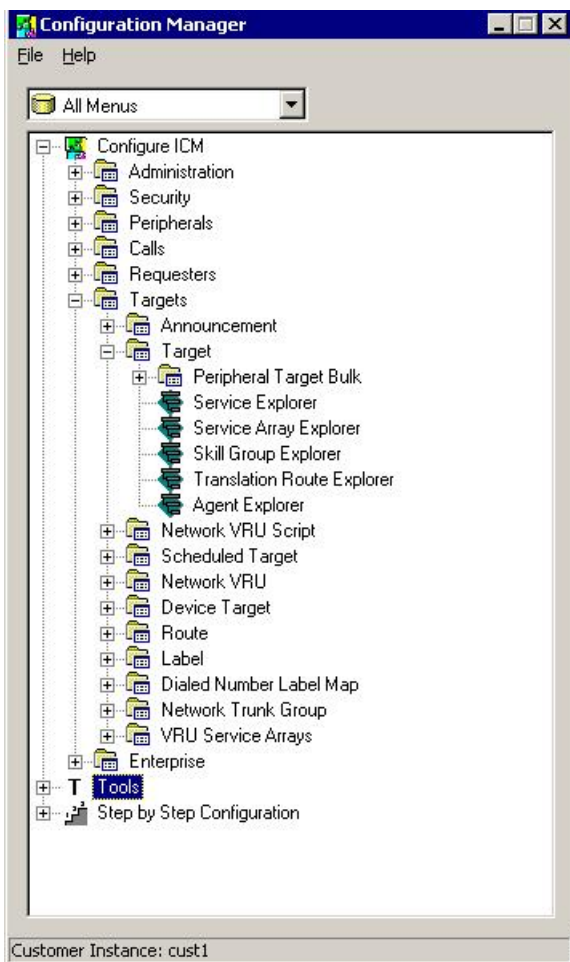 Configuration Manager
File Help
All Menus
Configure ICM
Administration
Security
Peripherals
Calls
Requesters
Targets
Announcement
Target
Peripheral Target Bulk
Service Explorer
Service Array Explorer
Skill Group Explorer
Translation Route Explorer
Agent Explorer
Network VRU Script
Scheduled Target
Network VRU
Device Target
Route
Label
Dialed Number Label Map
Network Trunk Group
VRU Service Arrays
Enterprise
T Tools
Step by Step Configuration
Customer Instance: cust1